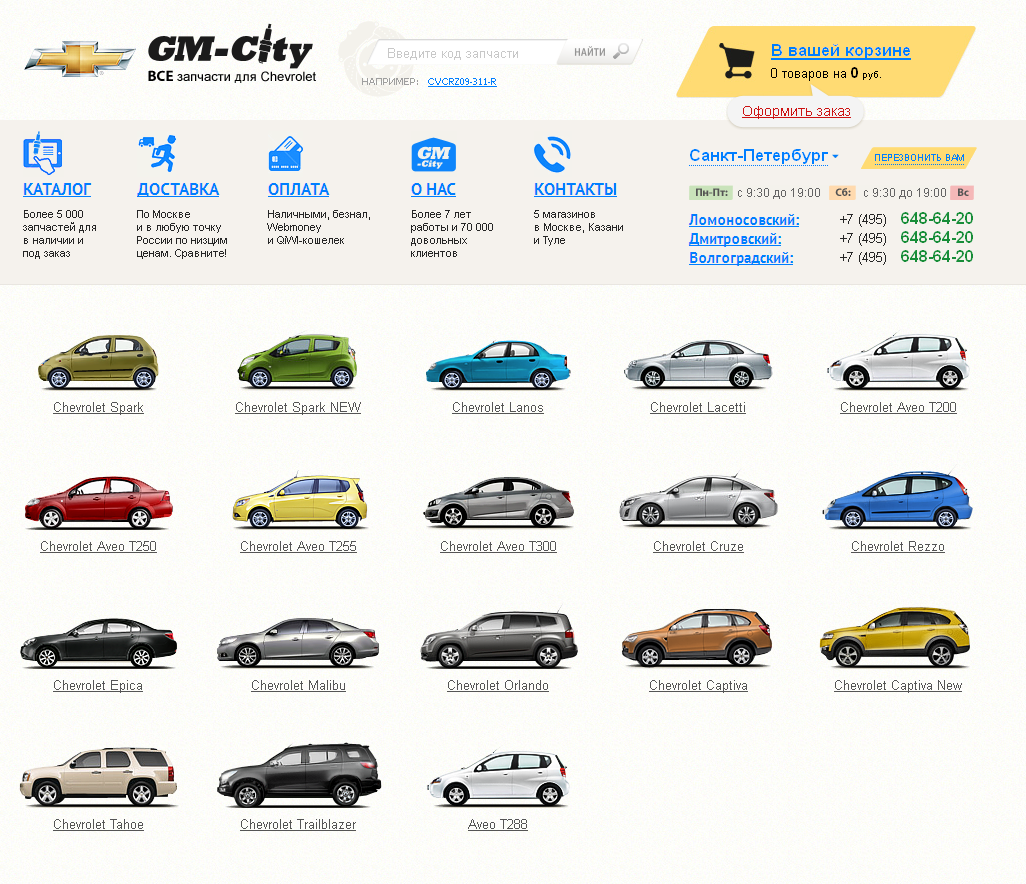 GM-City
ВСЕ запчасти для Chevrolet
Введите код запчасти
НАЙТИ
НАПРИМЕР: CVCRZ09-311-R
В вашей корзине
0 товаров на 0 руб.
Оформить заказ
КАТАЛОГ
Более 5 000
запчастей для
в наличии и
под заказ
ДОСТАВКА
По Москве
и в любую точку
России по низцим
ценам. Сравните!
ОПЛАТА
Наличными, безнал,
Webmoney
и QIWI-кошелек
GM
-City
О НАС
Более 7 лет
работы и 70 000
довольных
клиентов
КОНТАКТЫ
5 магазинов
в Москве, Казани
и Туле
Санкт-Петербург
ПЕРЕЗВОНИТЬ ВАМ
Пн-Пт: с 9:30 до 19:00 Сб: с 9:30 до 19:00 Вс
Ломоносовский: +7 (495) 648-64-20
Дмитровский: +7 (495) 648-64-20
Волгоградский: +7 (495) 648-64-20
Chevrolet Spark
Chevrolet Spark NEW
Chevrolet Lanos
Chevrolet Lacetti
Chevrolet Aveo T200
Chevrolet Aveo T250
Chevrolet Aveo T255
Chevrolet Aveo T300
Chevrolet Cruze
Chevrolet Rezzo
Chevrolet Epica
Chevrolet Malibu
Chevrolet Orlando
Chevrolet Captiva
Chevrolet Captiva New
Chevrolet Tahoe
Chevrolet Trailblazer
Aveo T288